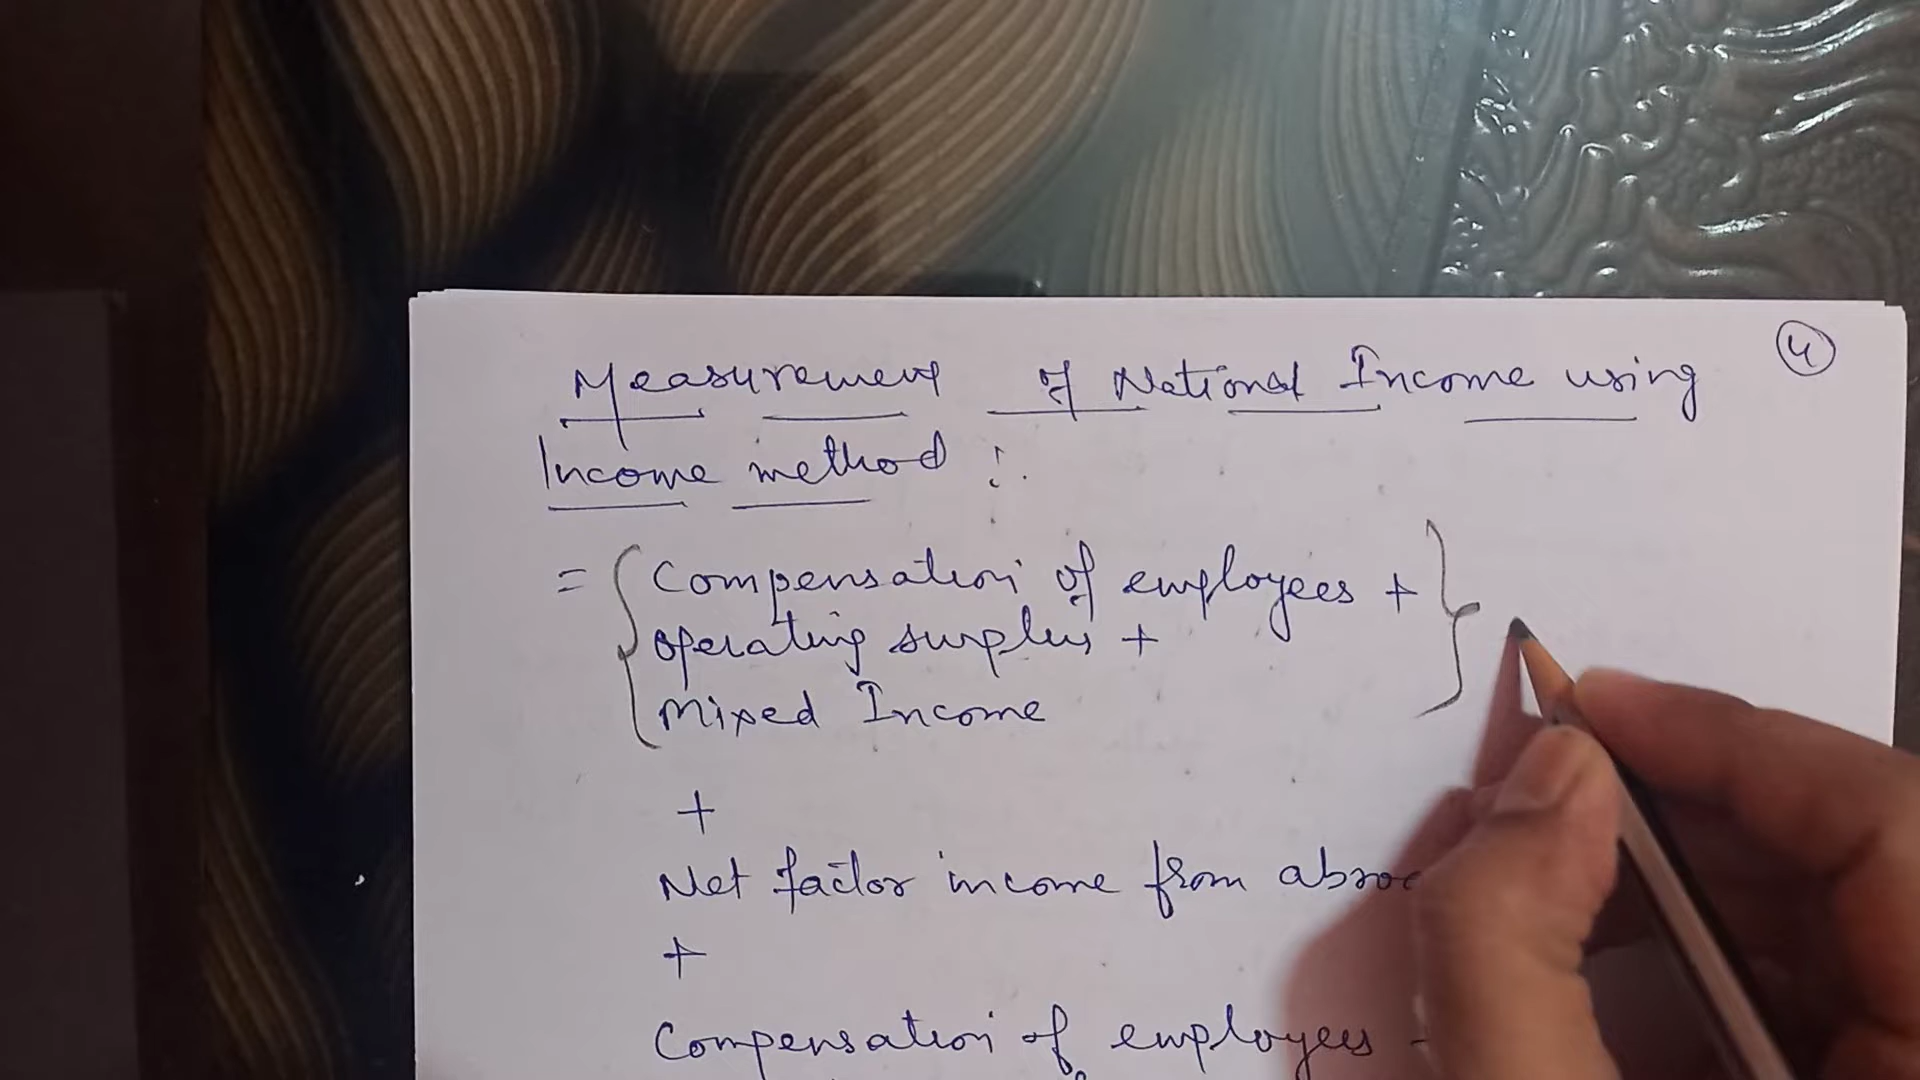 4
Measurement of National Income using
Income method :.
= { Compensation of employees + }
operating surplus +
Mixed Income
+
Net factor income from
+
Compensation of employees